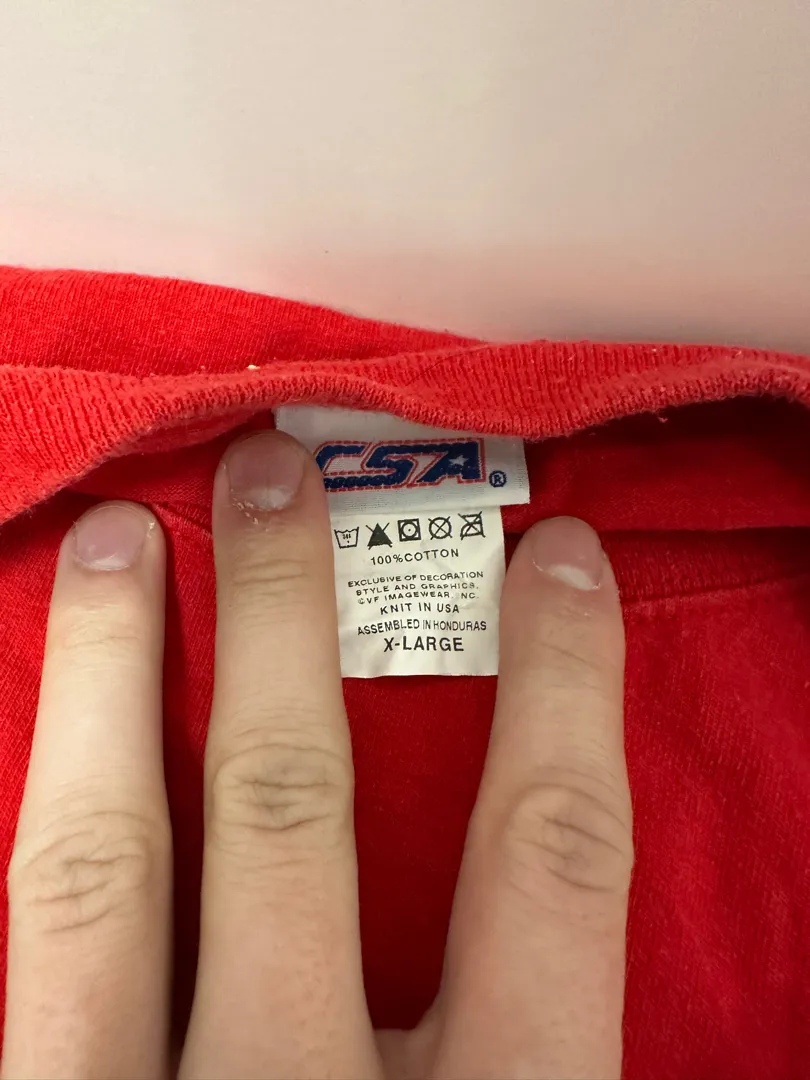 CSA®
100% COTTON
EXCLUSIVE OF DECORATION
STYLE AND GRAPHICS.
©VF IMAGEWEAR, INC.
KNIT IN USA
ASSEMBLED IN HONDURAS
X-LARGE